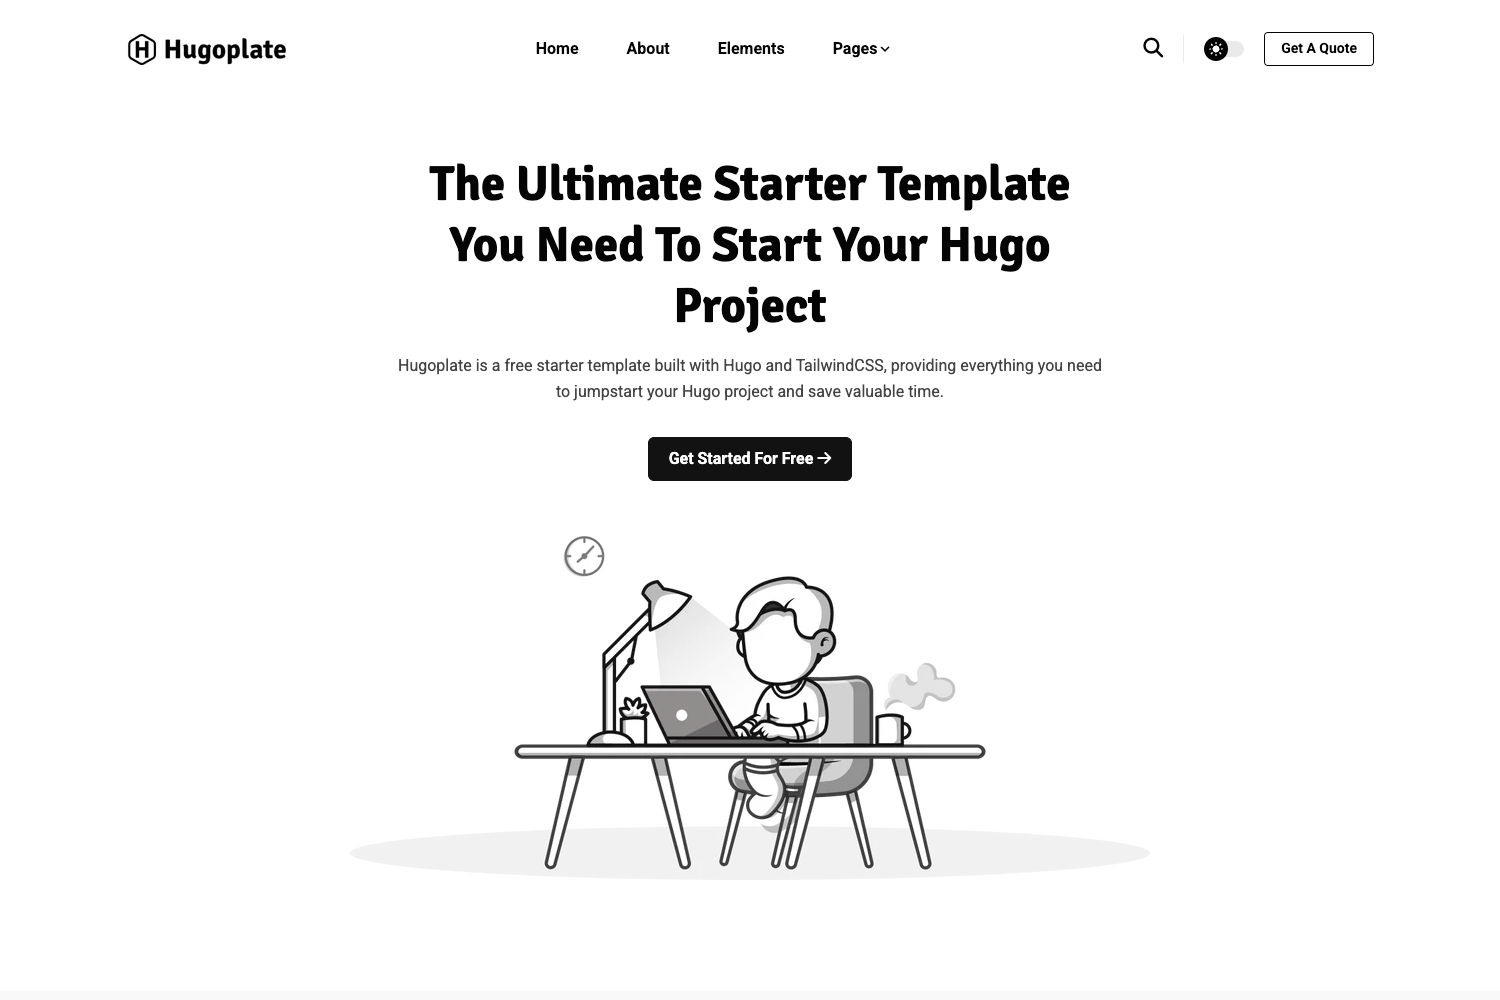 Hugoplate
Home
About
Elements
Pages
Get A Quote
The Ultimate Starter Template
You Need To Start Your Hugo
Project
Hugoplate is a free starter template built with Hugo and TailwindCSS, providing everything you need
to jumpstart your Hugo project and save valuable time.
Get Started For Free